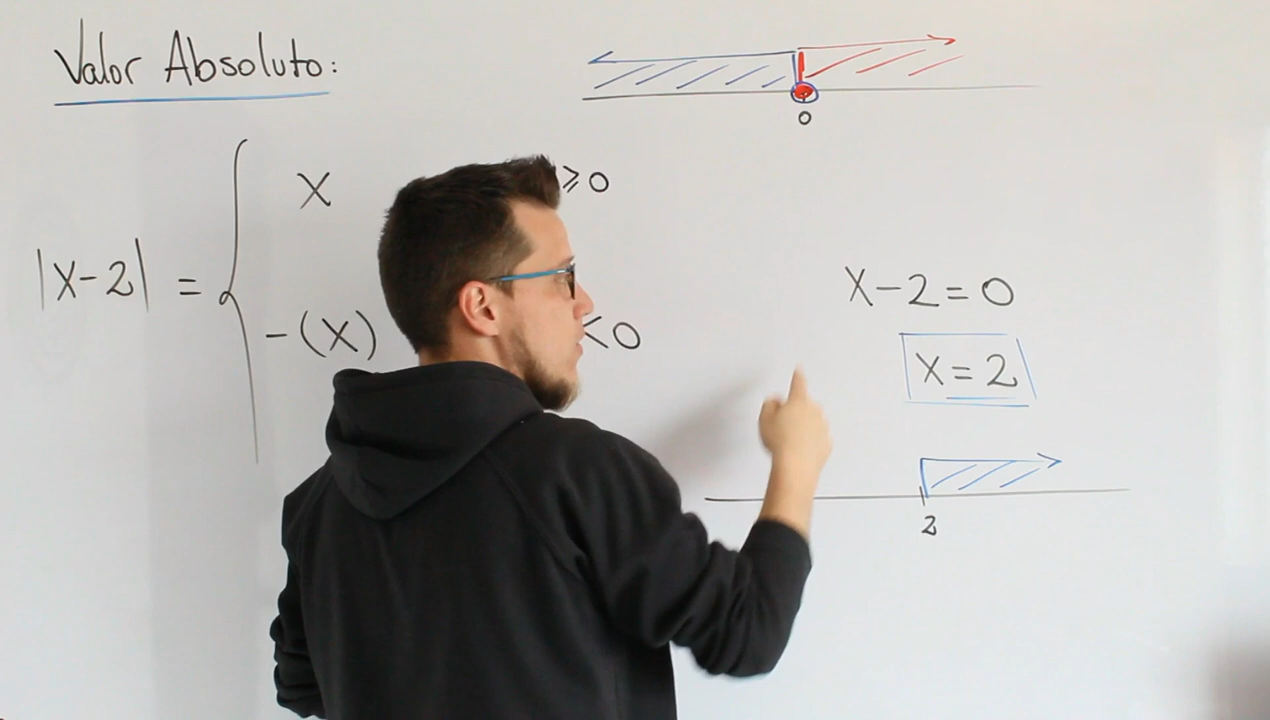 Valor Absoluto:
0
x ⩾0
|x-2| =
-(x) <0
x-2=0
x=2
2